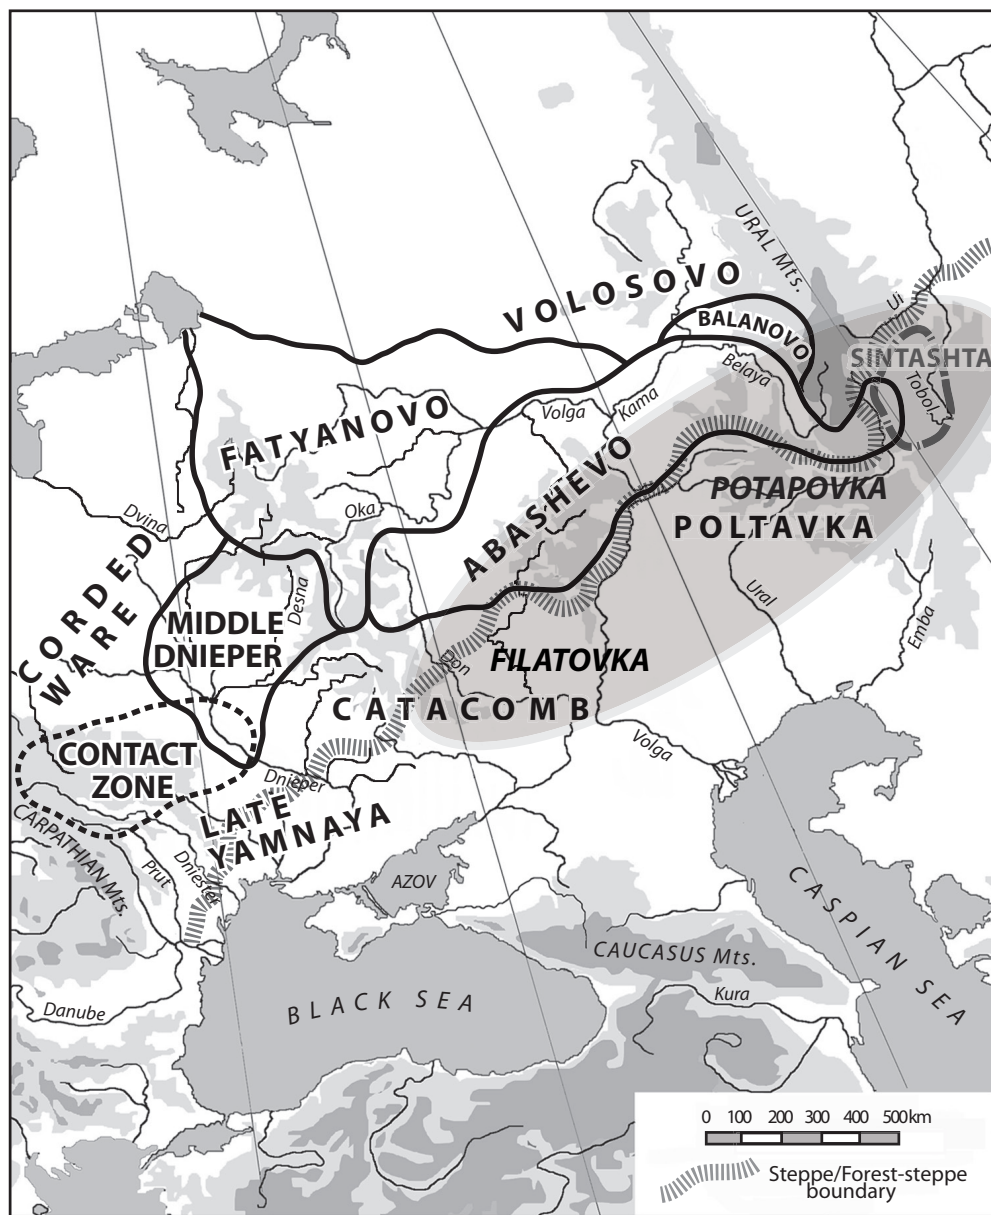 URAL Mts.
VOLOSOVO
BALANOVO
Ui
SINTASHTA
Tobol
Belaya
Kama
Volga
FATYANOVO
ABASHEVO
POTAPOVKA
POLTAVKA
Oka
Dvina
CORDED
WARE
Desna
MIDDLE
DNIEPER
Ural
Emba
Don
FILATOVKA
CATACOMB
Volga
CONTACT
ZONE
Dnieper
LATE
YAMNAYA
CARPATHIAN Mts.
Prut
Dniester
AZOV
CASPIAN SEA
CAUCASUS Mts.
Kura
Danube
BLACK SEA
0 100 200 300 400 500km
Steppe/Forest-steppe
boundary